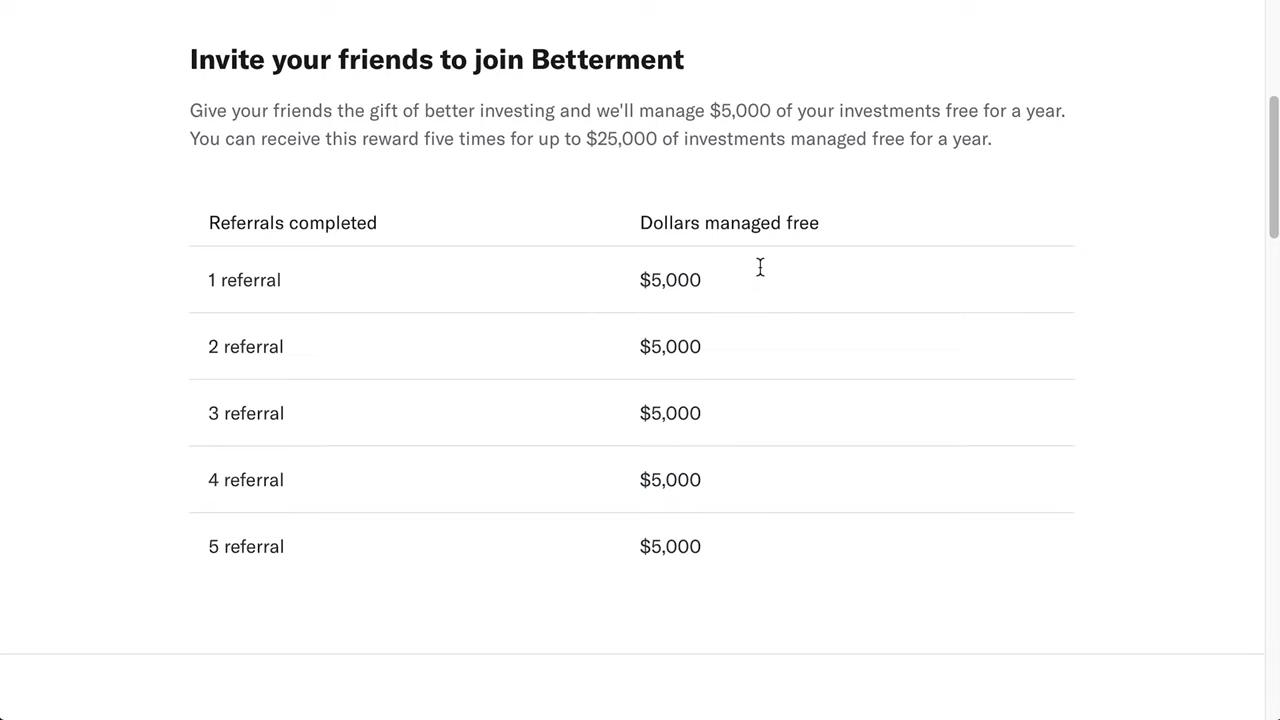 Invite your friends to join Betterment
Give your friends the gift of better investing and we'll manage $5,000 of your investments free for a year.
You can receive this reward five times for up to $25,000 of investments managed free for a year.
Referrals completed Dollars managed free
1 referral $5,000
2 referral $5,000
3 referral $5,000
4 referral $5,000
5 referral $5,000